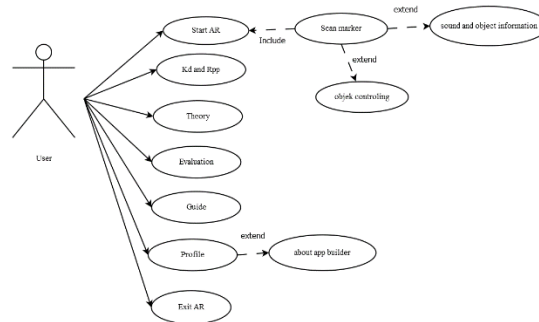 Start AR
Include
Scan marker
extend
sound and object information
extend
objek controling
Kd and Rpp
Theory
User
Evaluation
Guide
Profile
extend
about app builder
Exit AR